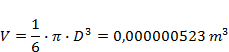 V = 1/6 · π · D³ = 0,000000523 m³